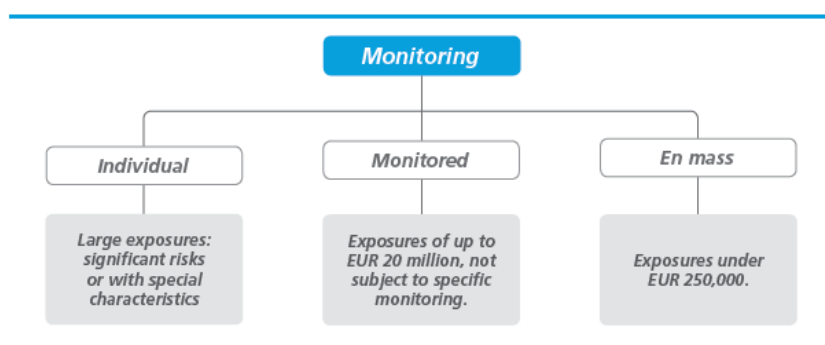 Monitoring
Individual
Monitored
En mass
Large exposures:
significant risks
or with special
characteristics
Exposures of up to
EUR 20 million, not
subject to specific
monitoring.
Exposures under
EUR 250,000.